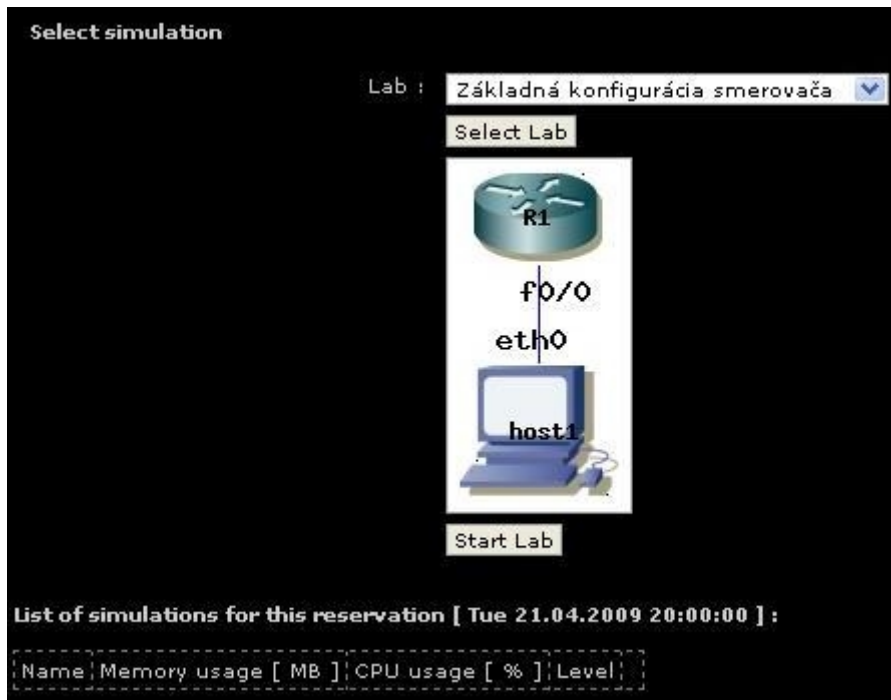 Select simulation
Lab : Základná konfigurácia smerovača
Select Lab
R1
f0/0
eth0
host1
Start Lab
List of simulations for this reservation [ Tue 21.04.2009 20:00:00 ] :
Name Memory usage [ MB ] CPU usage [ % ] Level